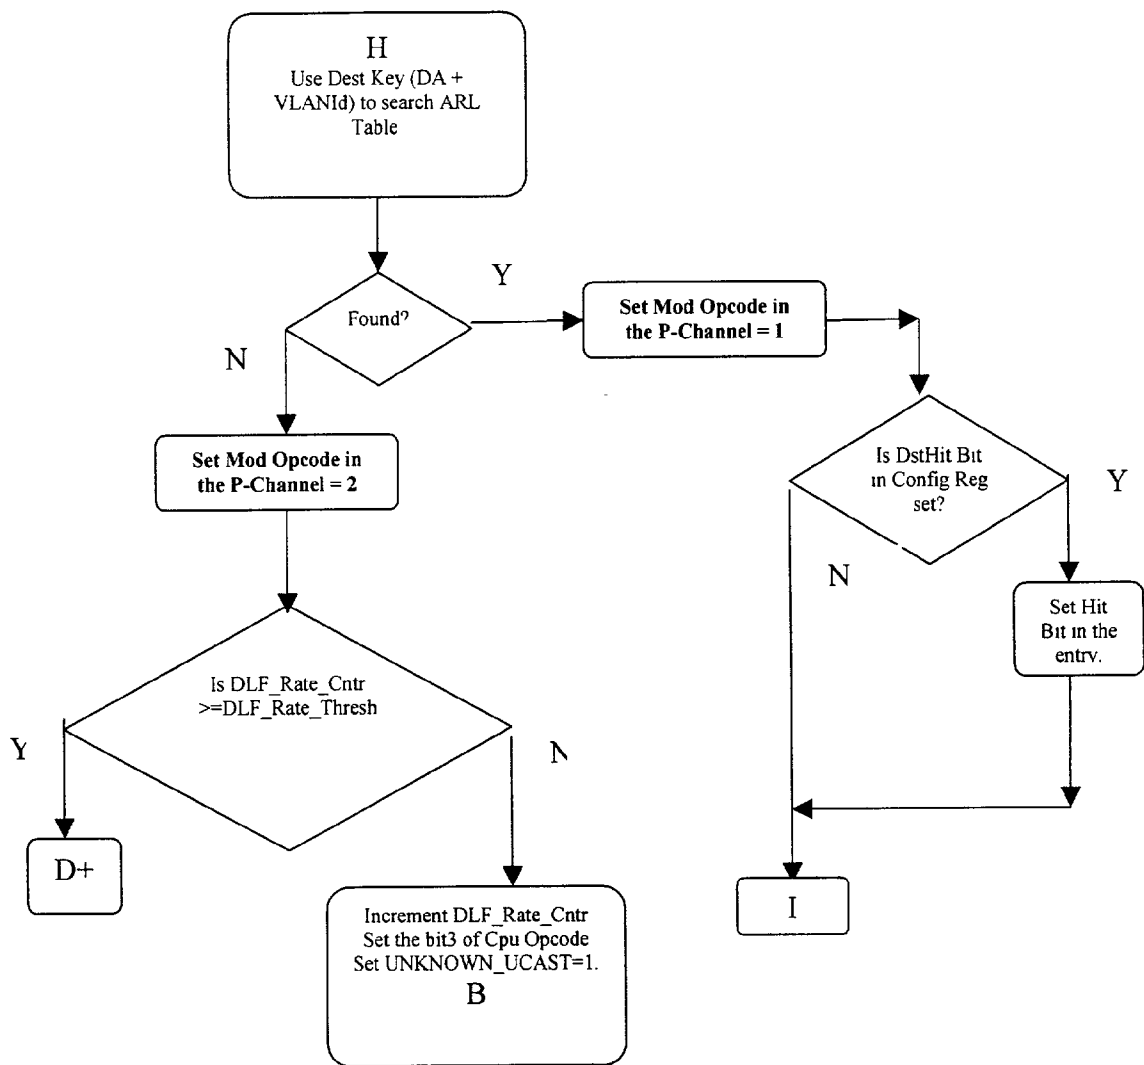 H
Use Dest Key (DA +
VLANId) to search ARL
Table
Y
Found?
Set Mod Opcode in
the P-Channel = 1
N
Set Mod Opcode in
the P-Channel = 2
Is DstHit Bit
in Config Reg
set?
Y
N
Set Hit
Bit in the
entry.
Is DLF_Rate_Cntr
>=DLF_Rate_Thresh
Y
N
D+
I
Increment DLF_Rate_Cntr
Set the bit3 of Cpu Opcode
Set UNKNOWN_UCAST=1.
B